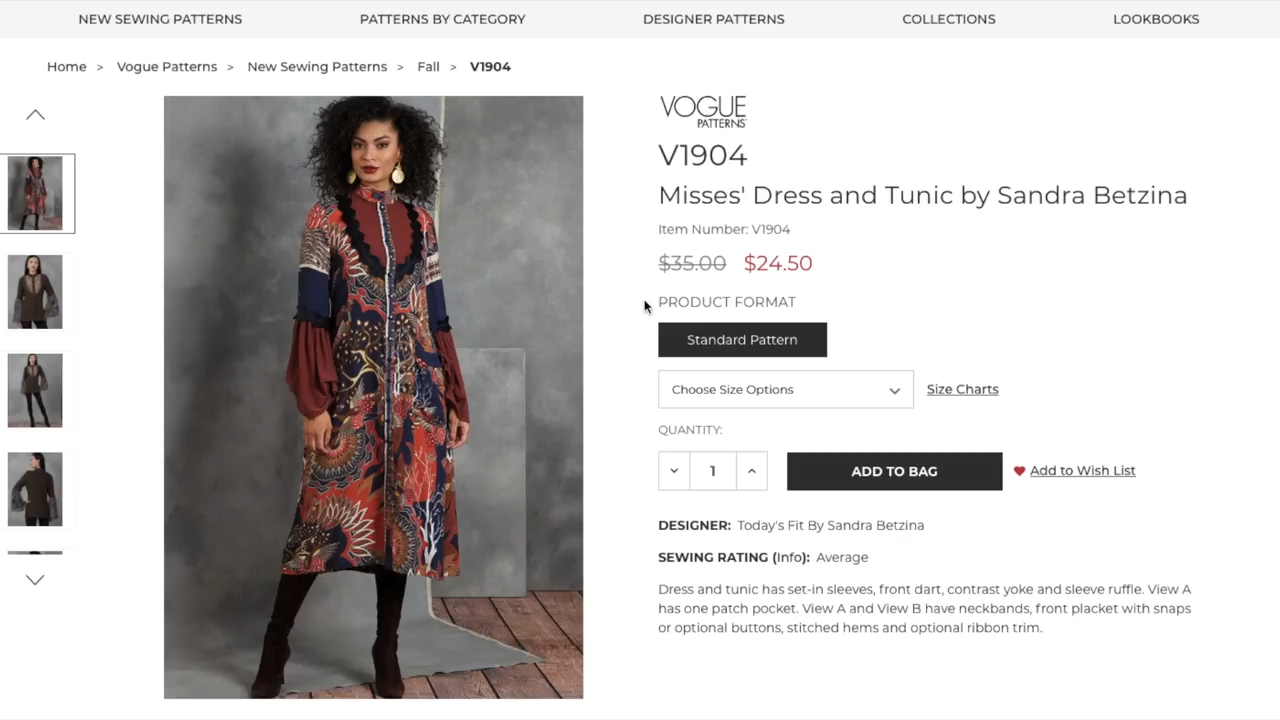 NEW SEWING PATTERNS PATTERNS BY CATEGORY DESIGNER PATTERNS COLLECTIONS LOOKBOOKS
Home > Vogue Patterns > New Sewing Patterns > Fall > V1904
VOGUE
PATTERNS
V1904
Misses' Dress and Tunic by Sandra Betzina
Item Number: V1904
$35.00 $24.50
PRODUCT FORMAT
Standard Pattern
Choose Size Options Size Charts
QUANTITY:
1 ADD TO BAG Add to Wish List
DESIGNER: Today's Fit By Sandra Betzina
SEWING RATING (Info): Average
Dress and tunic has set-in sleeves, front dart, contrast yoke and sleeve ruffle. View A
has one patch pocket. View A and View B have neckbands, front placket with snaps
or optional buttons, stitched hems and optional ribbon trim.